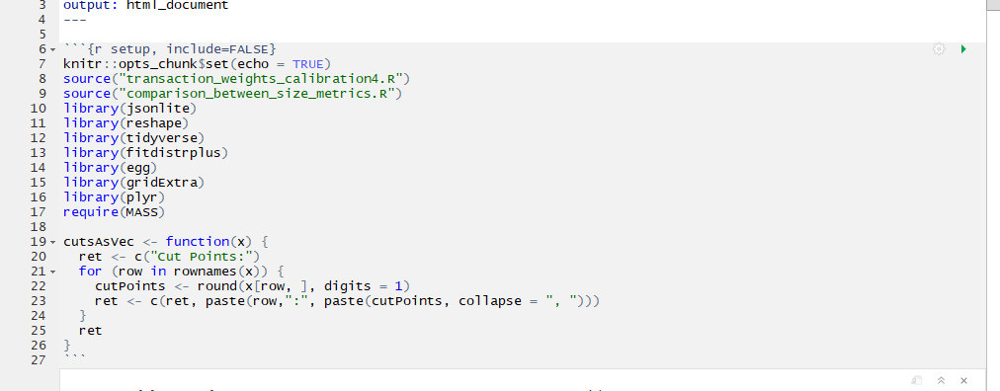 3 output: html_document
4 ---
5
6 ```{r setup, include=FALSE}
7 knitr::opts_chunk$set(echo = TRUE)
8 source("transaction_weights_calibration4.R")
9 source("comparison_between_size_metrics.R")
10 library(jsonlite)
11 library(reshape)
12 library(tidyverse)
13 library(fitdistrplus)
14 library(egg)
15 library(gridExtra)
16 library(plyr)
17 require(MASS)
18
19 cutsAsVec <- function(x) {
20   ret <- c("Cut Points:")
21   for (row in rownames(x)) {
22     cutPoints <- round(x[row, ], digits = 1)
23     ret <- c(ret, paste(row,":", paste(cutPoints, collapse = ", ")))
24   }
25   ret
26 }
27 ```